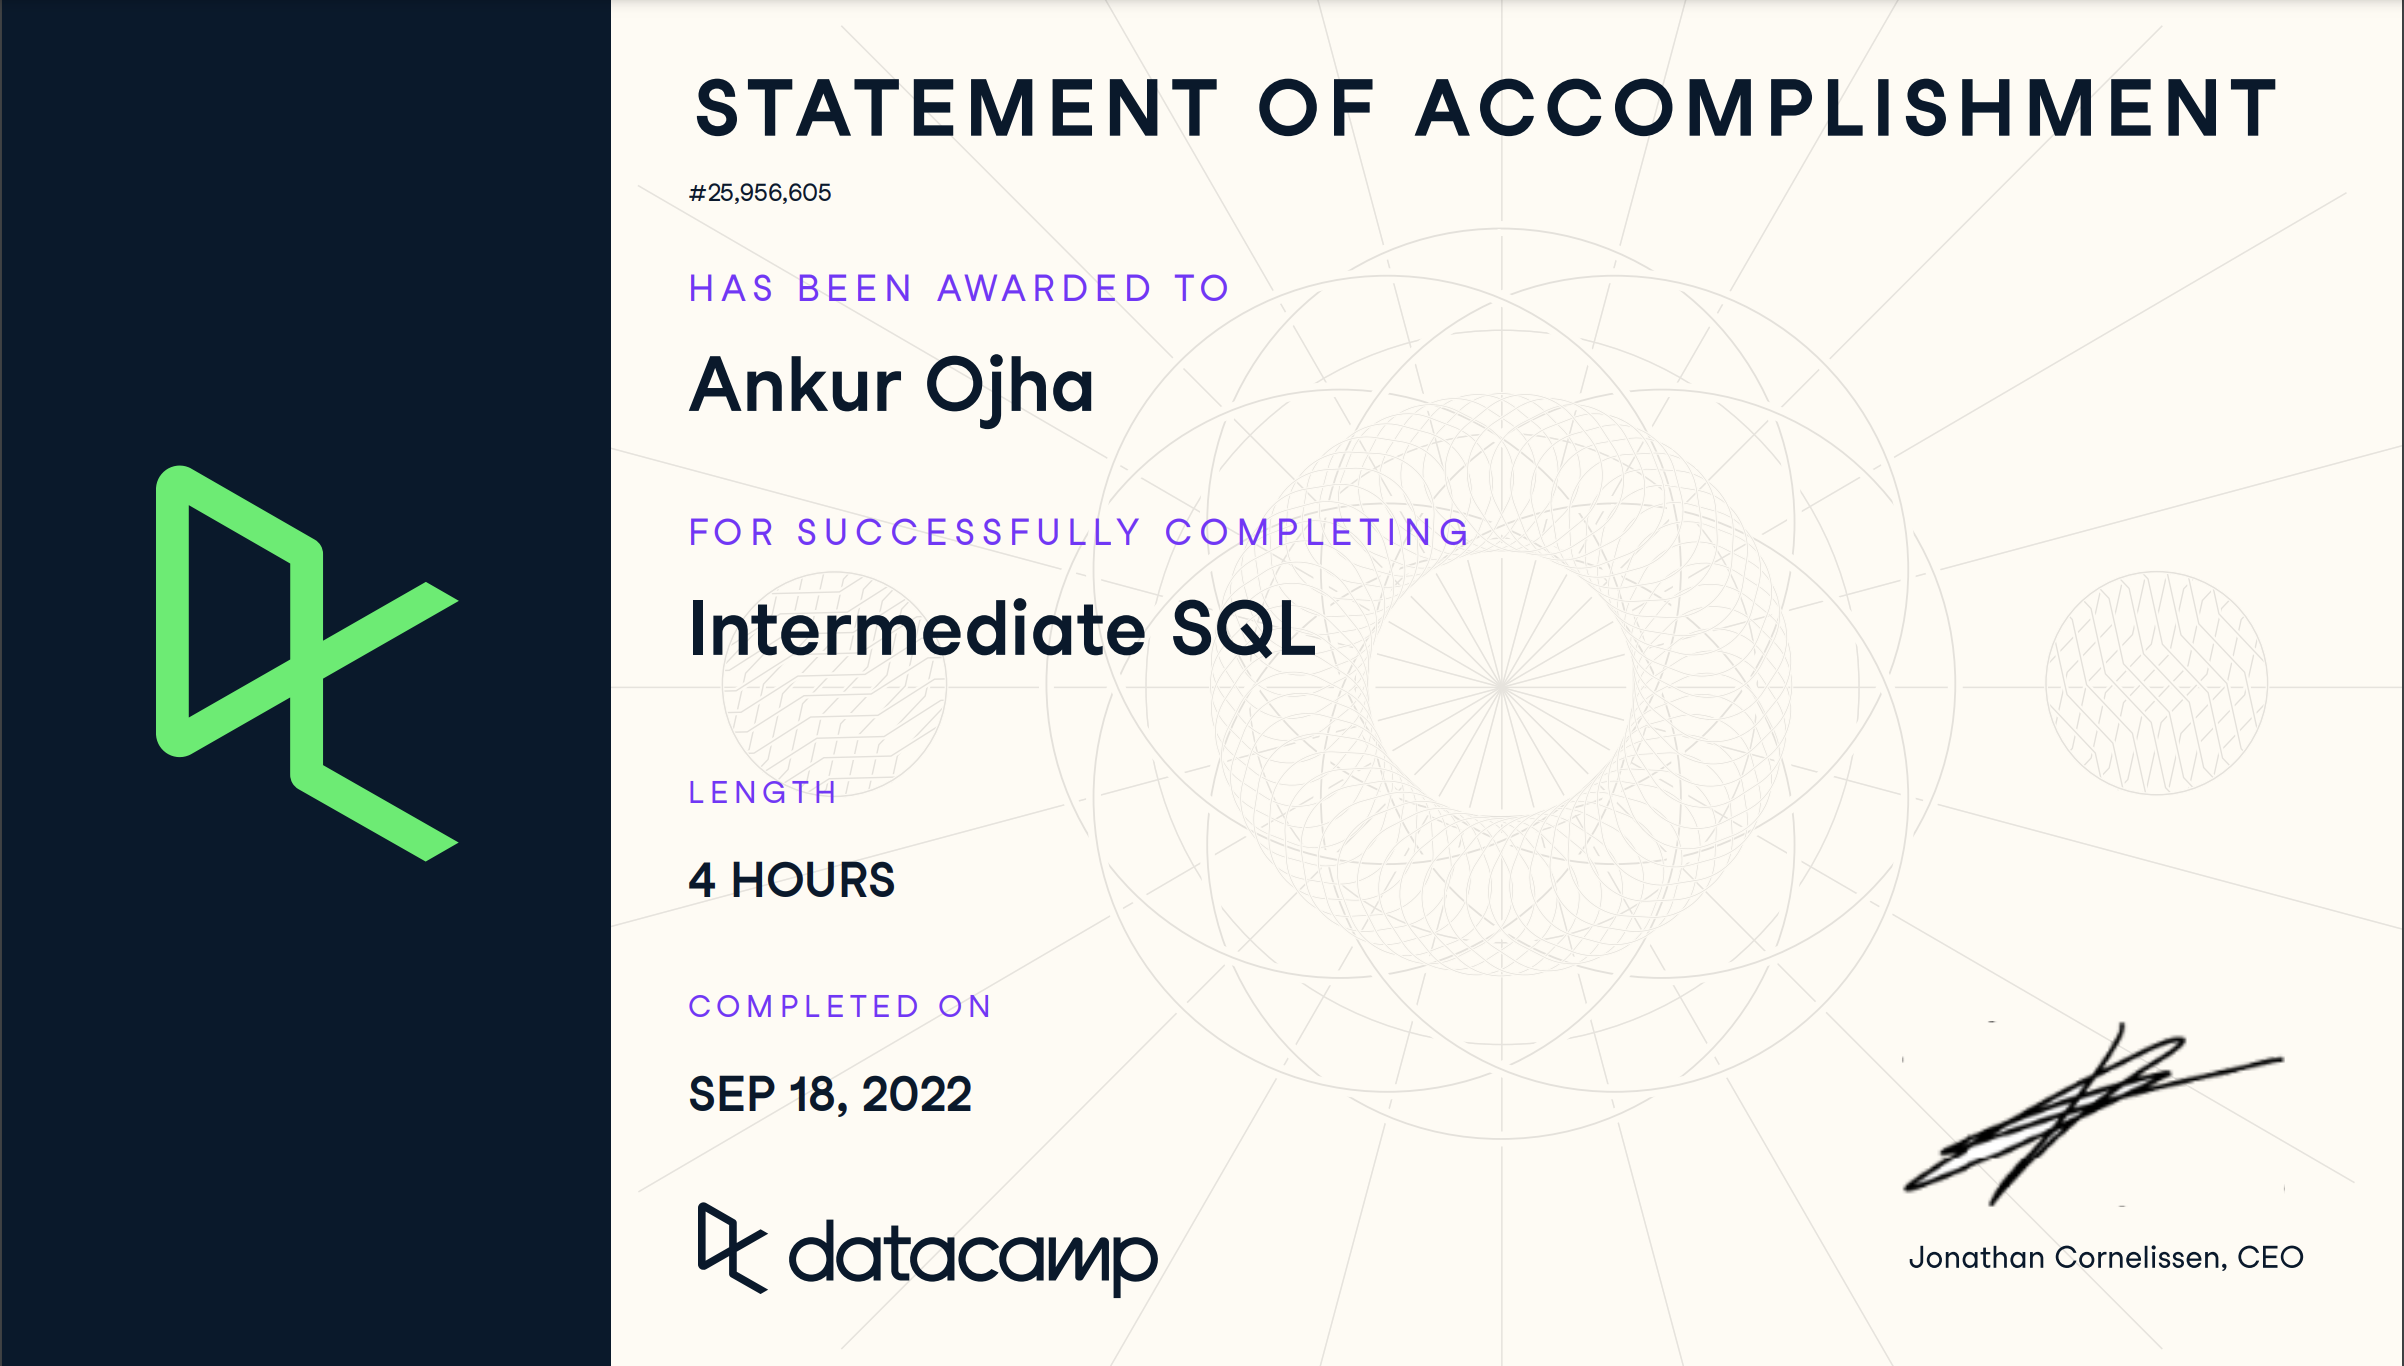 STATEMENT OF ACCOMPLISHMENT
#25,956,605
HAS BEEN AWARDED TO
Ankur Ojha
FOR SUCCESSFULLY COMPLETING
Intermediate SQL
LENGTH
4 HOURS
COMPLETED ON
SEP 18, 2022
datacamp
Jonathan Cornelissen, CEO